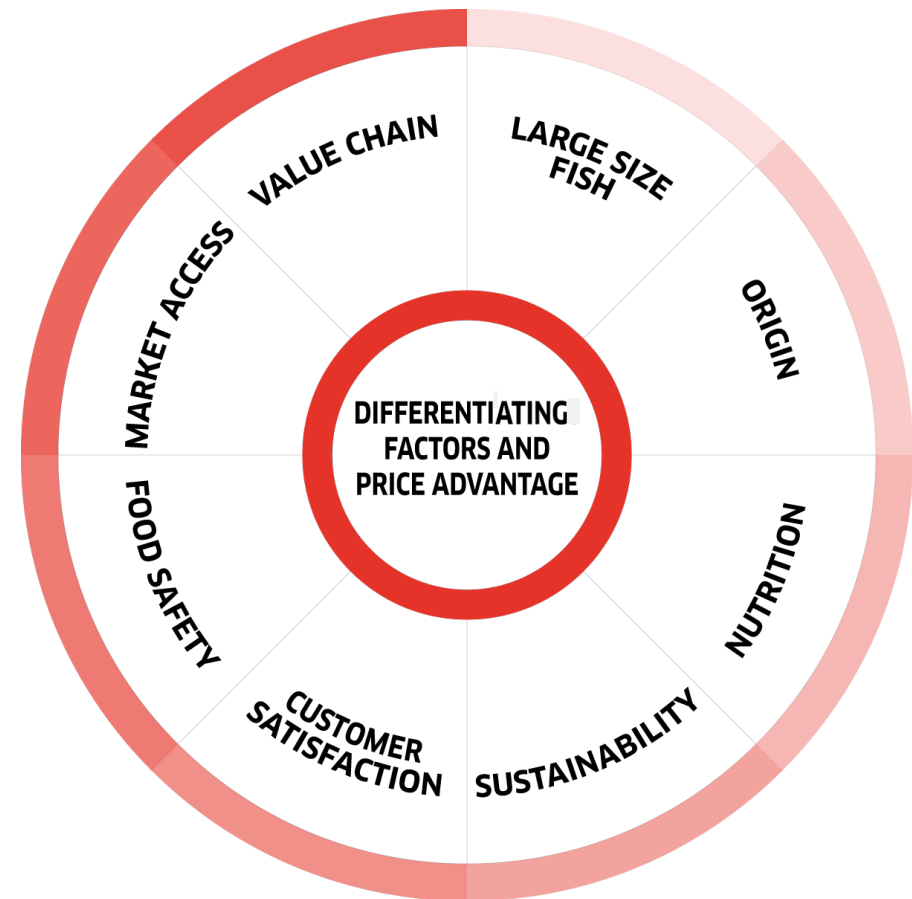 DIFFERENTIATING
FACTORS AND
PRICE ADVANTAGE
LARGE SIZE
FISH
ORIGIN
NUTRITION
SUSTAINABILITY
CUSTOMER
SATISFACTION
FOOD SAFETY
MARKET ACCESS
VALUE CHAIN